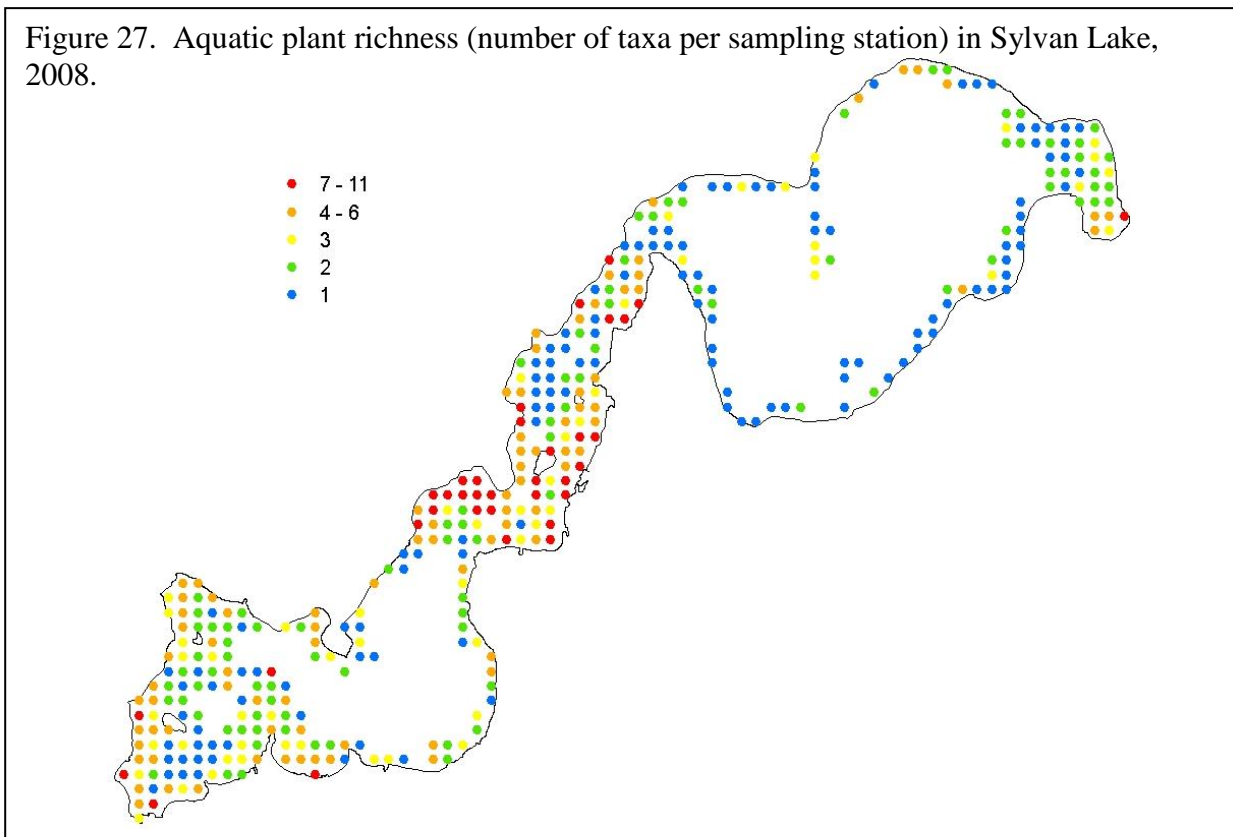 Figure 27. Aquatic plant richness (number of taxa per sampling station) in Sylvan Lake,
2008.
7 - 11
4 - 6
3
2
1